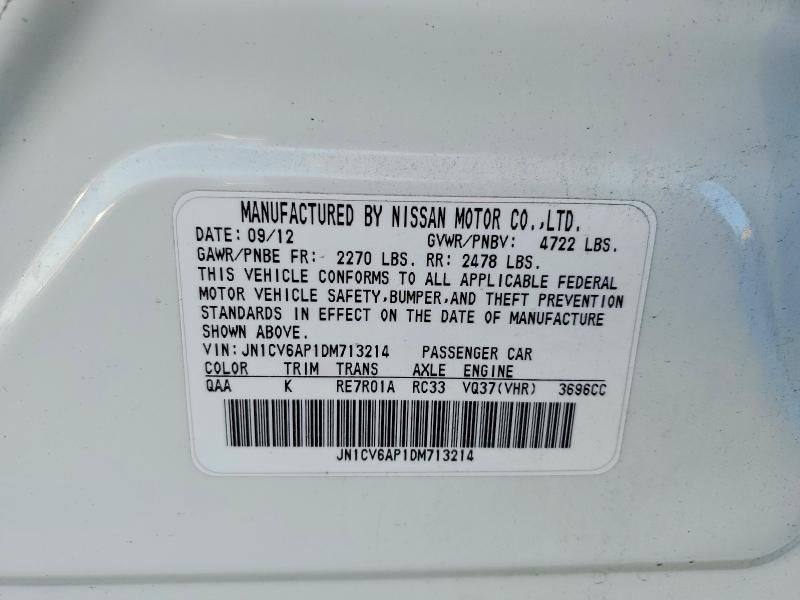 MANUFACTURED BY NISSAN MOTOR CO.,LTD.
DATE: 09/12 GVWR/PNBV: 4722 LBS.
GAWR/PNBE FR: 2270 LBS. RR: 2478 LBS.
THIS VEHICLE CONFORMS TO ALL APPLICABLE FEDERAL
MOTOR VEHICLE SAFETY,BUMPER,AND THEFT PREVENTION
STANDARDS IN EFFECT ON THE DATE OF MANUFACTURE
SHOWN ABOVE.
VIN:JN1CV6AP1DM713214 PASSENGER CAR
COLOR TRIM TRANS AXLE ENGINE
QAA K RE7R01A RC33 VQ37(VHR) 3696CC
JN1CV6AP1DM713214